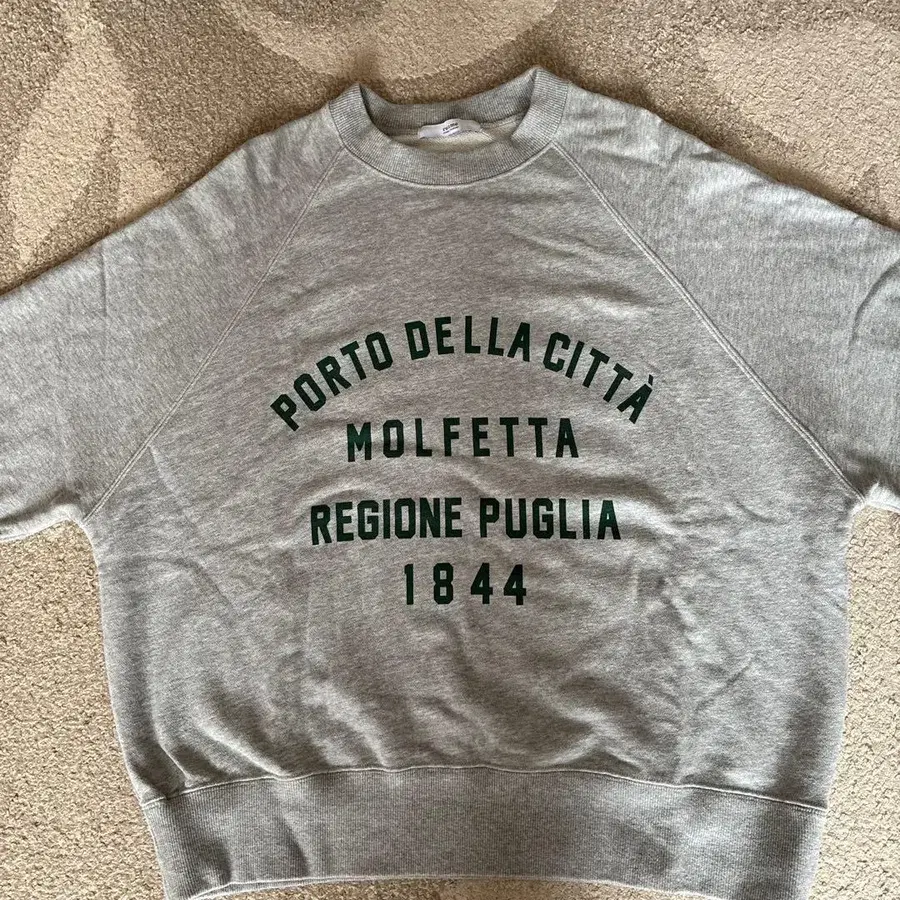 PORTO DELLA CITTÀ
MOLFETTA
REGIONE PUGLIA
1844